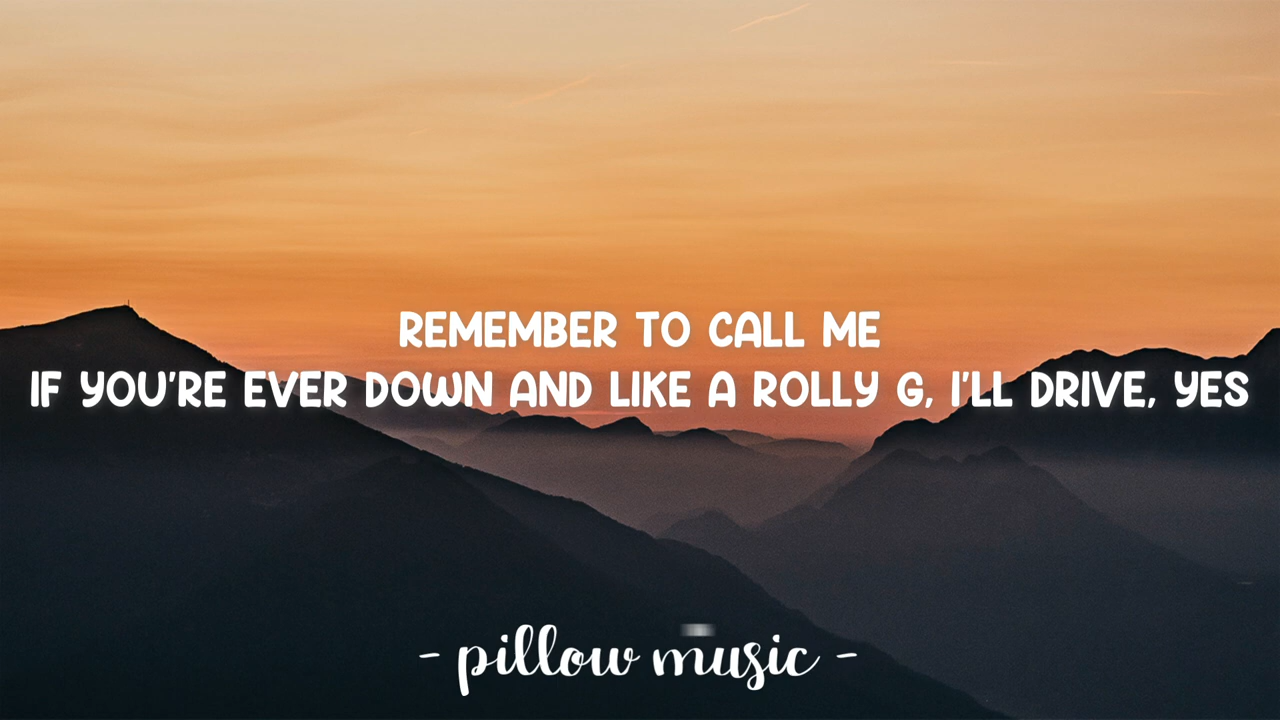 REMEMBER TO CALL ME
IF YOU'RE EVER DOWN AND LIKE A ROLLY G, I'LL DRIVE, YES
- pillow music -